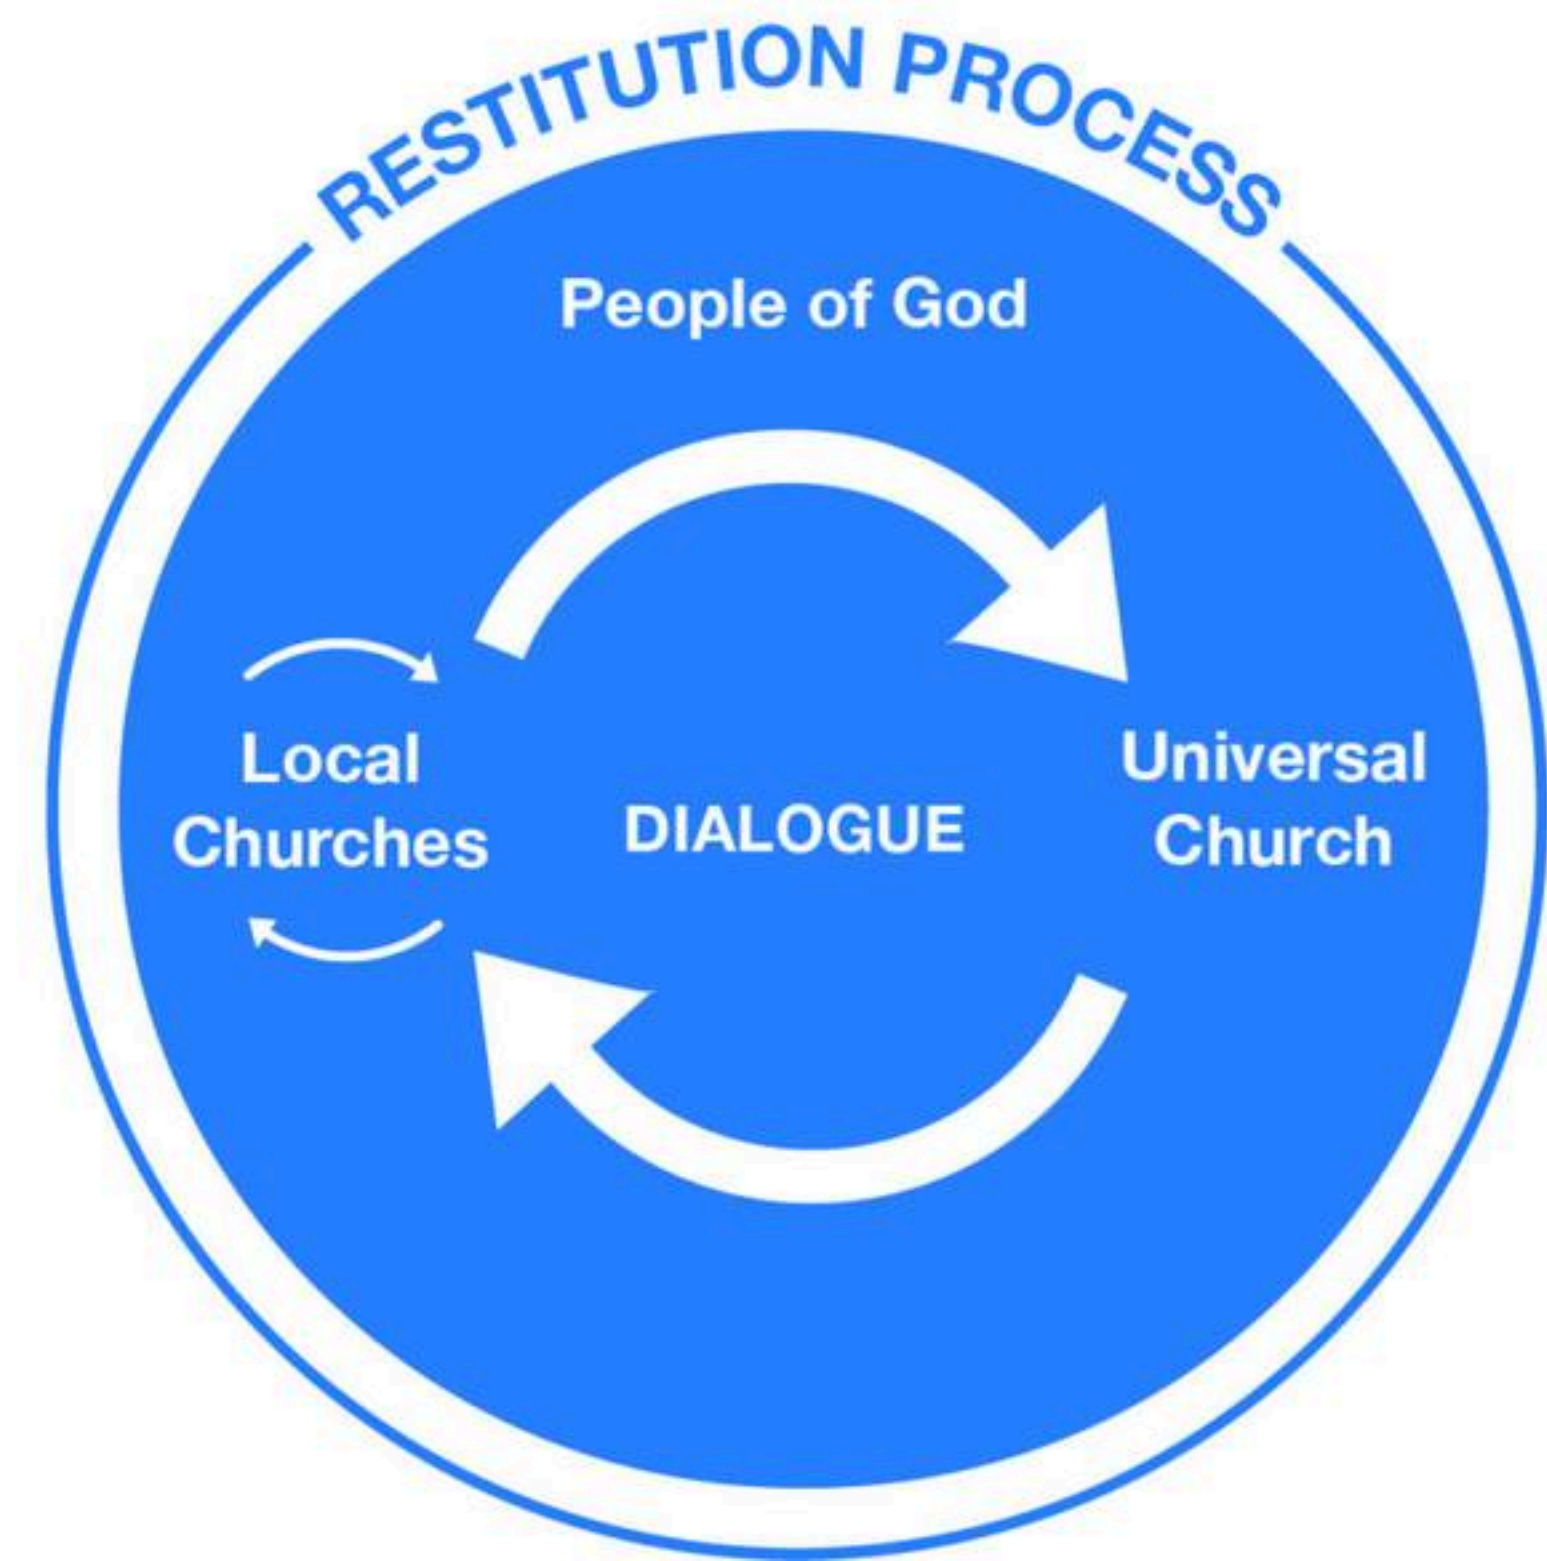 RESTITUTION PROCESS
People of God
Local
Churches
DIALOGUE
Universal
Church